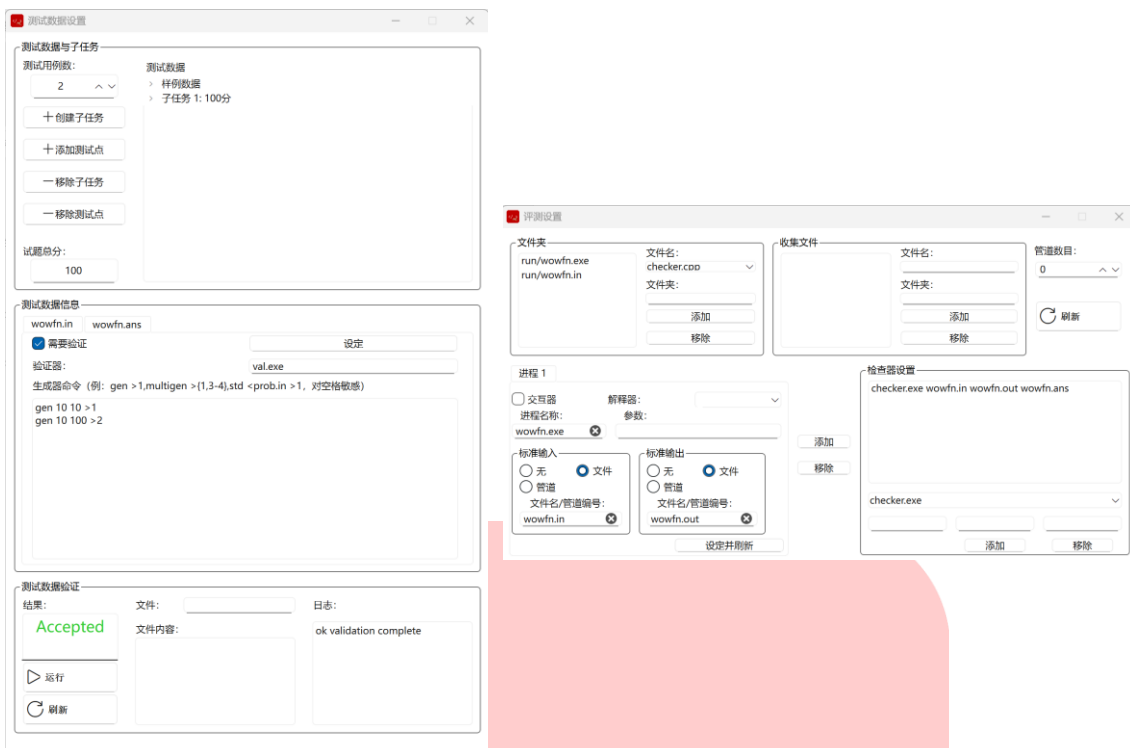 测试数据设置
测试数据与子任务
测试用例数：
2
创建子任务
添加测试点
移除子任务
移除测试点
试题总分：
100
测试数据
样例数据
子任务 1: 100分
测试数据信息
wowfn.in
wowfn.ans
需要验证
设定
验证器：
val.exe
生成器命令（例：gen >1,multigen >{1,3-4},std <prob.in >1，对空格敏感）
gen 10 10 >1
gen 10 100 >2
测试数据验证
结果：
Accepted
运行
刷新
文件：
文件内容：
日志：
ok validation complete
评测设置
文件夹
run/wowfn.exe
run/wowfn.in
文件名：
checker.cpp
文件夹：
添加
移除
收集文件
文件名：
文件夹：
添加
移除
管道数目：
0
刷新
进程 1
交互器
解释器：
进程名称：
参数：
wowfn.exe
标准输入
无
文件
管道
文件名/管道编号：
wowfn.in
标准输出
无
文件
管道
文件名/管道编号：
wowfn.out
设定并刷新
添加
移除
检查器设置
checker.exe wowfn.in wowfn.out wowfn.ans
checker.exe
添加
移除